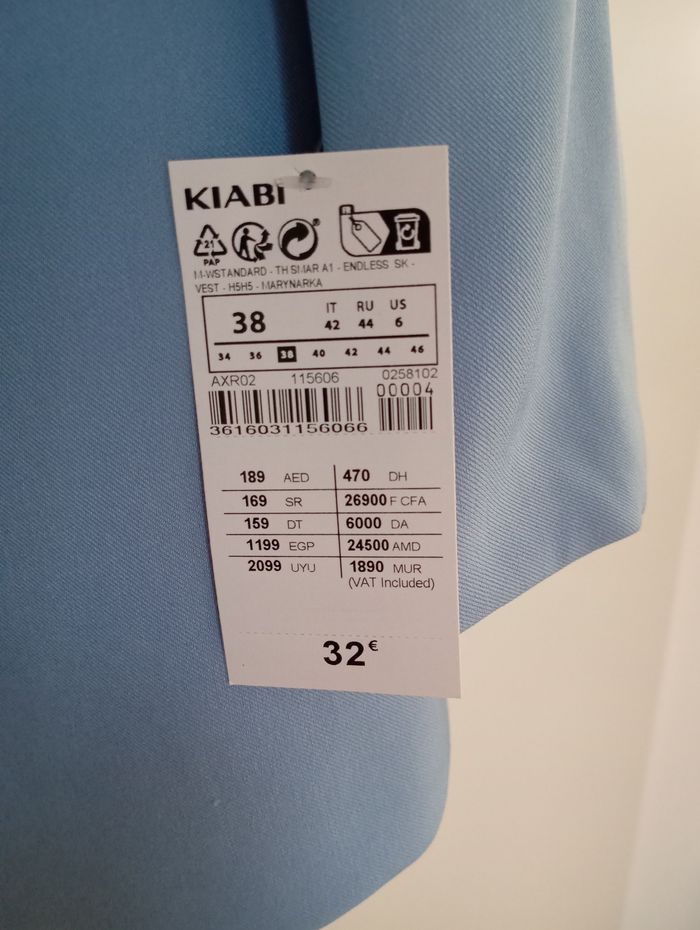 KIABI
21
PAP
M-WSTANDARD - TH SMAR A1 - ENDLESS SK -
VEST - H5H5 - MARYNARKA
IT RU US
38 42 44 6
34 36 38 40 42 44 46
AXR02 115606 0258102
00004
3616031156066
189 AED 470 DH
169 SR 26900 F CFA
159 DT 6000 DA
1199 EGP 24500 AMD
2099 UYU 1890 MUR
(VAT Included)
32€